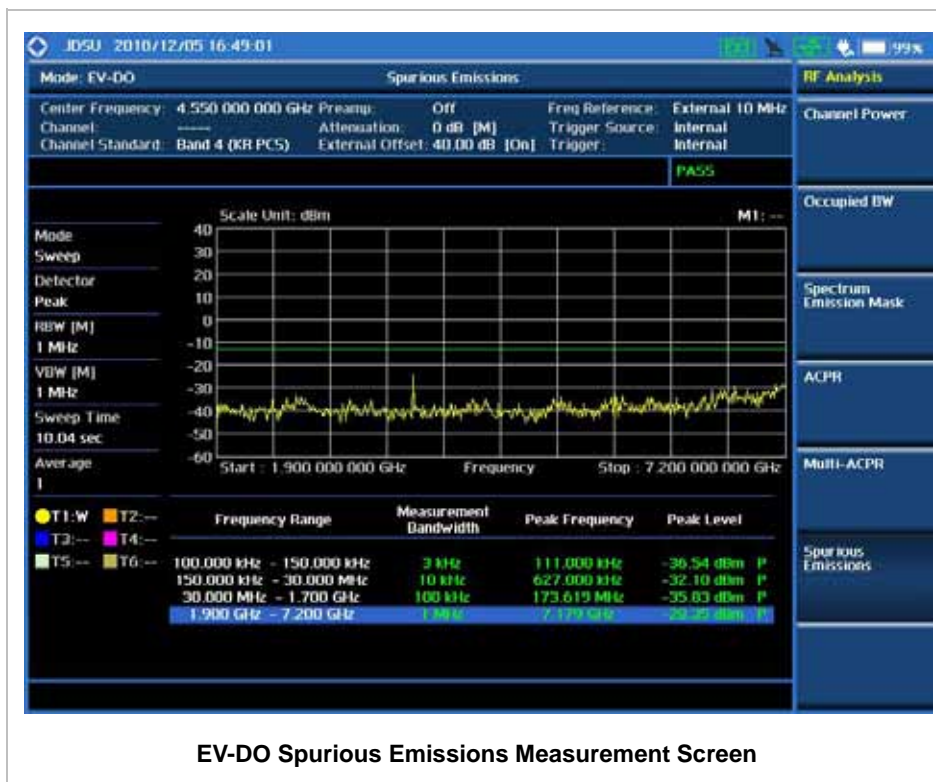 JDSU 2010/12/05 16:49:01
99%
Mode: EV-DO
Spurious Emissions
RF Analysis
Center Frequency: 4.550 000 000 GHz Preamp: Off Freq Reference: External 10 MHz
Channel: ----- Attenuation: 0 dB [M] Trigger Source: Internal
Channel Standard: Band 4 (KR PCS) External Offset: 40.00 dB [On] Trigger: Internal
PASS
Channel Power
Occupied BW
Spectrum
Emission Mask
ACPR
Multi-ACPR
Spurious
Emissions
Scale Unit: dBm
M1: --
Mode
Sweep
Detector
Peak
RBW [M]
1 MHz
VBW [M]
1 MHz
Sweep Time
10.04 sec
Average
1
T1:W T2:--
T3:-- T4:--
T5:-- T6:--
40
30
20
10
0
-10
-20
-30
-40
-50
-60
Start : 1.900 000 000 GHz Frequency Stop : 7.200 000 000 GHz
Frequency Range Measurement Bandwidth Peak Frequency Peak Level
100.000 kHz - 150.000 kHz 3 kHz 111.000 kHz -36.54 dBm P
150.000 kHz - 30.000 MHz 10 kHz 627.000 kHz -32.10 dBm P
30.000 MHz - 1.700 GHz 100 kHz 173.619 MHz -35.83 dBm P
1.900 GHz - 7.200 GHz 1 MHz 7.179 GHz dBm P
EV-DO Spurious Emissions Measurement Screen